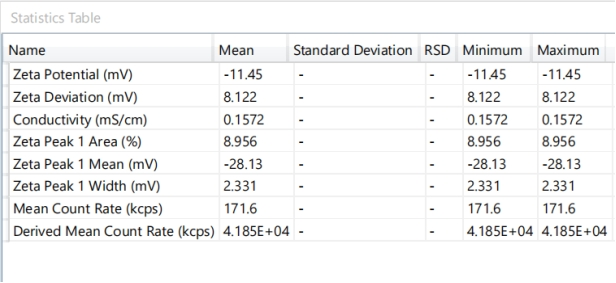 Statistics Table
Name Mean Standard Deviation RSD Minimum Maximum
Zeta Potential (mV) -11.45 - - -11.45 -11.45
Zeta Deviation (mV) 8.122 - - 8.122 8.122
Conductivity (mS/cm) 0.1572 - - 0.1572 0.1572
Zeta Peak 1 Area (%) 8.956 - - 8.956 8.956
Zeta Peak 1 Mean (mV) -28.13 - - -28.13 -28.13
Zeta Peak 1 Width (mV) 2.331 - - 2.331 2.331
Mean Count Rate (kcps) 171.6 - - 171.6 171.6
Derived Mean Count Rate (kcps) 4.185E+04 - - 4.185E+04 4.185E+04